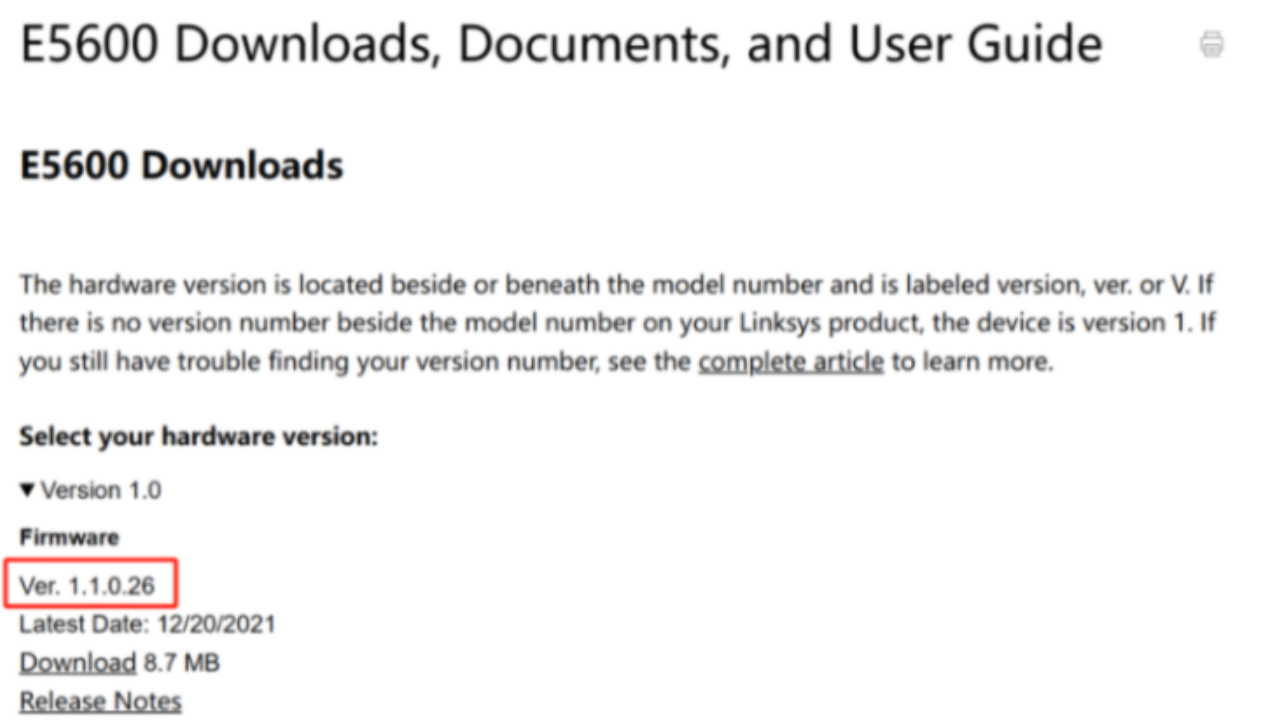 E5600 Downloads, Documents, and User Guide
E5600 Downloads
The hardware version is located beside or beneath the model number and is labeled version, ver. or V. If
there is no version number beside the model number on your Linksys product, the device is version 1. If
you still have trouble finding your version number, see the complete article to learn more.
Select your hardware version:
▼ Version 1.0
Firmware
Ver. 1.1.0.26
Latest Date: 12/20/2021
Download 8.7 MB
Release Notes